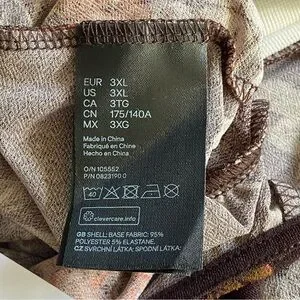 EUR 3XL
US 3XL
CA 3TG
CN 175/140A
MX 3XG
Made in China
Fabriqué en Chine
Hecho en China
O/N 105552
P/N 0823190 0
40
clevercare.info
GB SHELL; BASE FABRIC: 95%
POLYESTER 5% ELASTANE.
CZ SVRCHNÍ LÁTKA; SPODNÍ LÁTKA: